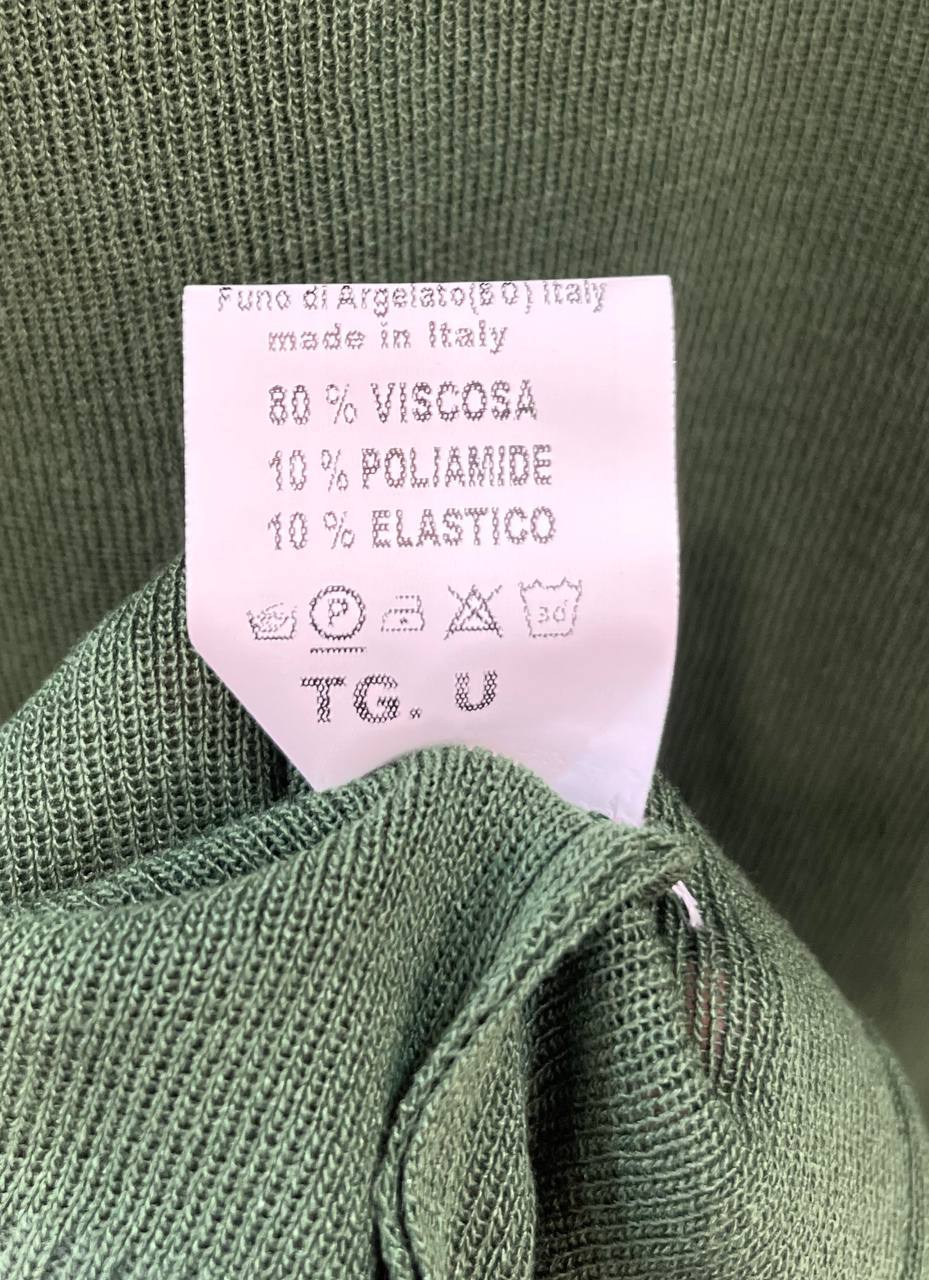 Funo di Argelato(BO) Italy
made in Italy
80 % VISCOSA
10 % POLIAMIDE
10 % ELASTICO
P 30
TG. U